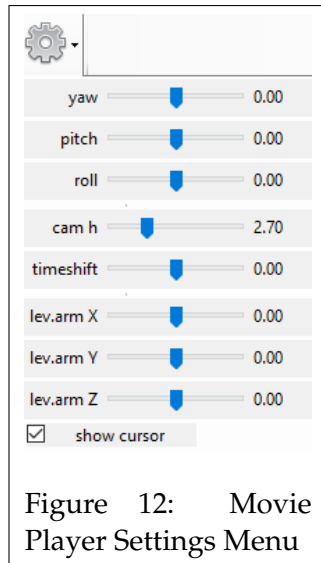 yaw 0.00
pitch 0.00
roll 0.00
cam h 2.70
timeshift 0.00
lev.arm X 0.00
lev.arm Y 0.00
lev.arm Z 0.00
show cursor
Figure 12: Movie
Player Settings Menu